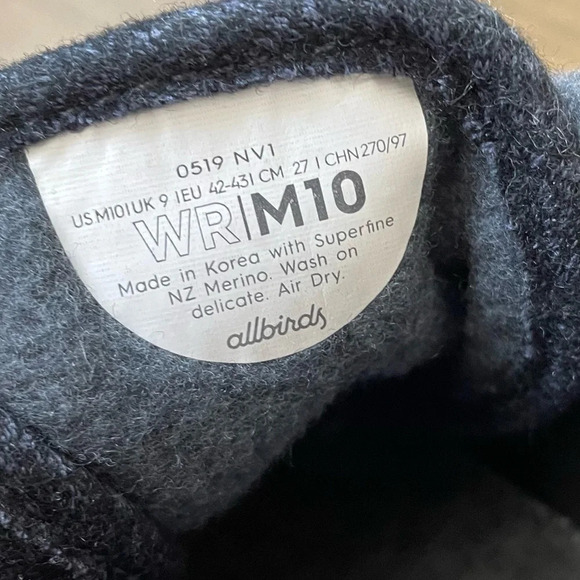 0519 NV1
US M10 | UK 9 | EU 42-43 | CM 27 | CHN 270/97
WR|M10
Made in Korea with Superfine
NZ Merino. Wash on
delicate. Air Dry.
allbirds